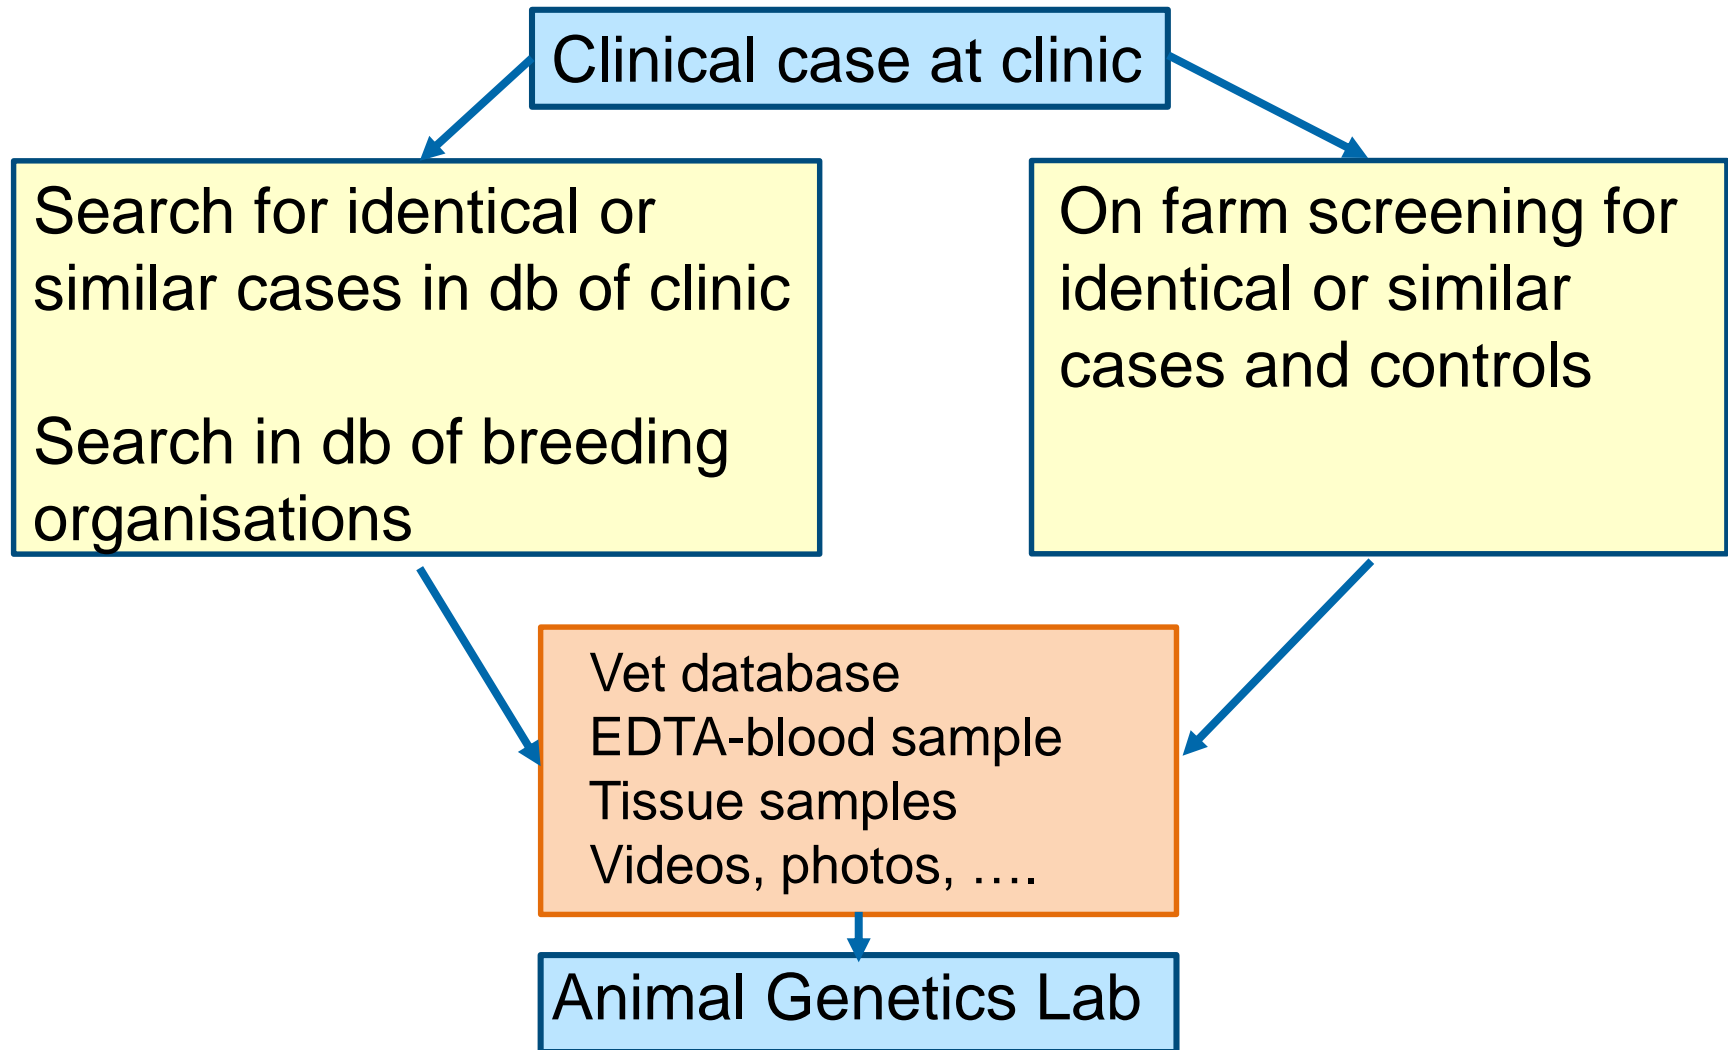 Clinical case at clinic
Search for identical or
similar cases in db of clinic
Search in db of breeding
organisations
On farm screening for
identical or similar
cases and controls
Vet database
EDTA-blood sample
Tissue samples
Videos, photos, ….
Animal Genetics Lab